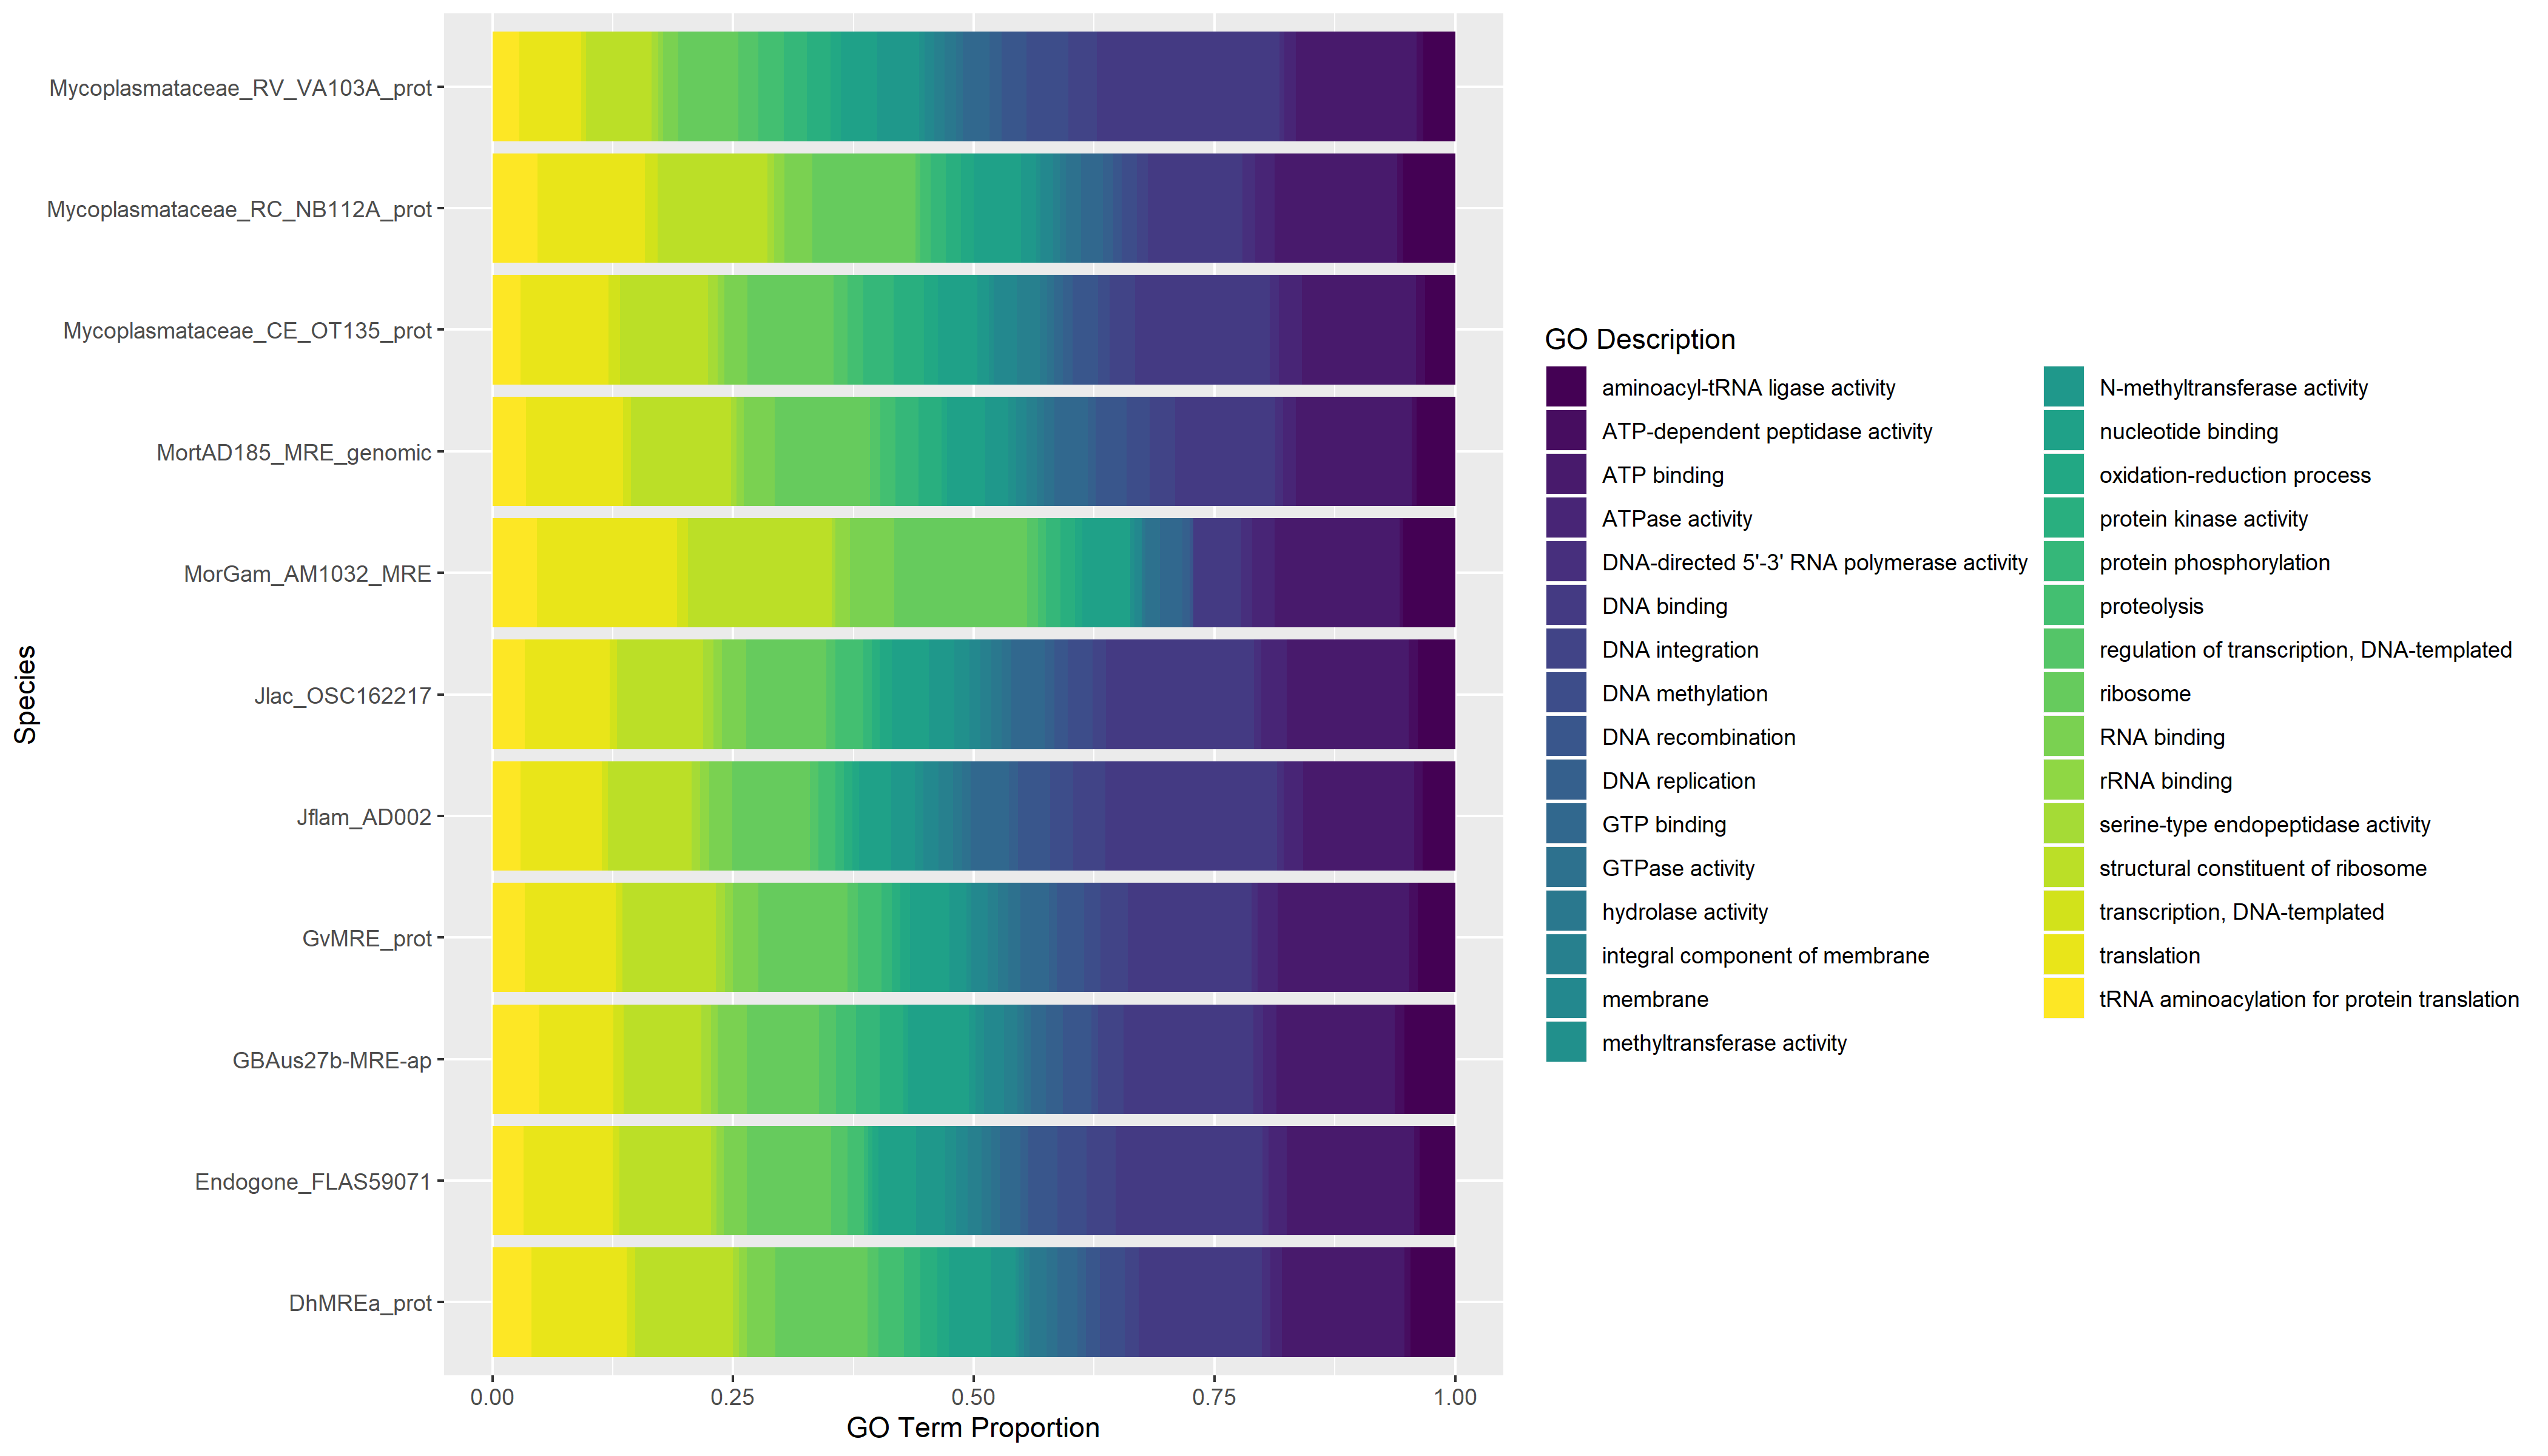 Mycoplasmataceae_RV_VA103A_prot
Mycoplasmataceae_RC_NB112A_prot
Mycoplasmataceae_CE_OT135_prot
MortAD185_MRE_genomic
MorGam_AM1032_MRE
Jlac_OSC162217
Jflam_AD002
GvMRE_prot
GBAus27b-MRE-ap
Endogone_FLAS59071
DhMREa_prot
Species
0.00 0.25 0.50 0.75 1.00
GO Term Proportion
GO Description
aminoacyl-tRNA ligase activity
ATP-dependent peptidase activity
ATP binding
ATPase activity
DNA-directed 5'-3' RNA polymerase activity
DNA binding
DNA integration
DNA methylation
DNA recombination
DNA replication
GTP binding
GTPase activity
hydrolase activity
integral component of membrane
membrane
methyltransferase activity
N-methyltransferase activity
nucleotide binding
oxidation-reduction process
protein kinase activity
protein phosphorylation
proteolysis
regulation of transcription, DNA-templated
ribosome
RNA binding
rRNA binding
serine-type endopeptidase activity
structural constituent of ribosome
transcription, DNA-templated
translation
tRNA aminoacylation for protein translation